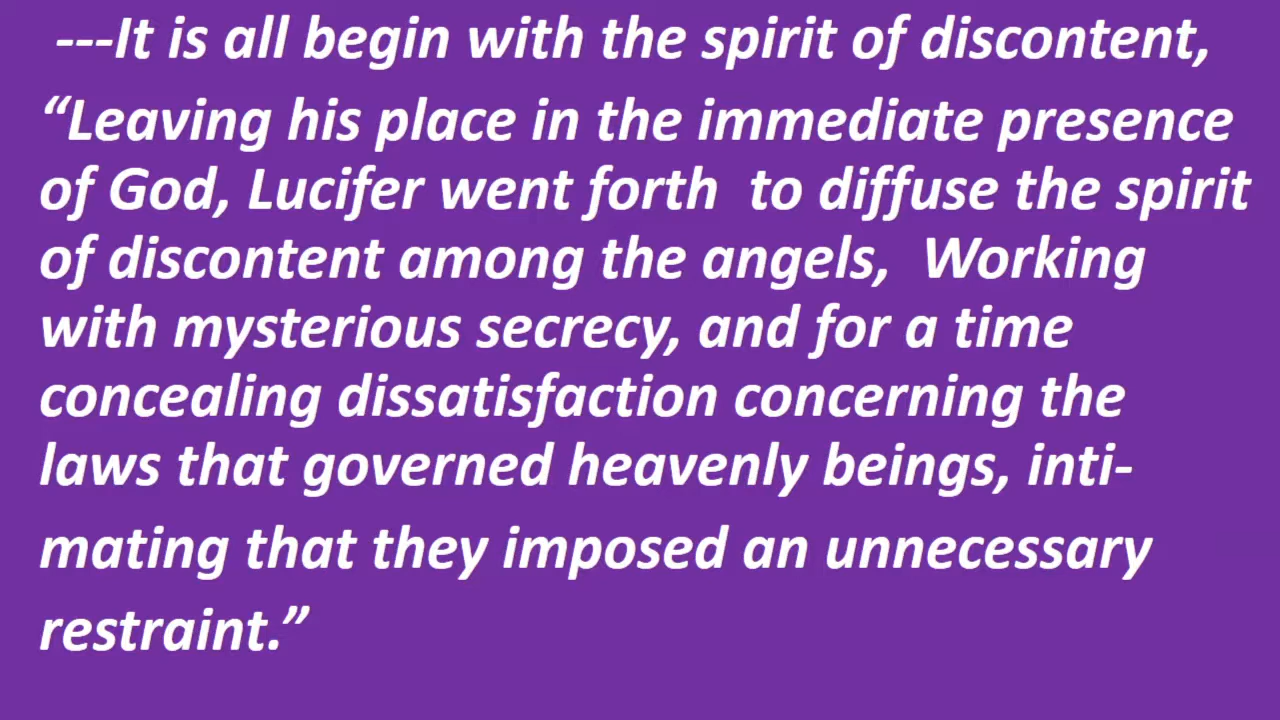 ---It is all begin with the spirit of discontent,
“Leaving his place in the immediate presence
of God, Lucifer went forth  to diffuse the spirit
of discontent among the angels,  Working
with mysterious secrecy, and for a time
concealing dissatisfaction concerning the
laws that governed heavenly beings, inti-
mating that they imposed an unnecessary
restraint.”